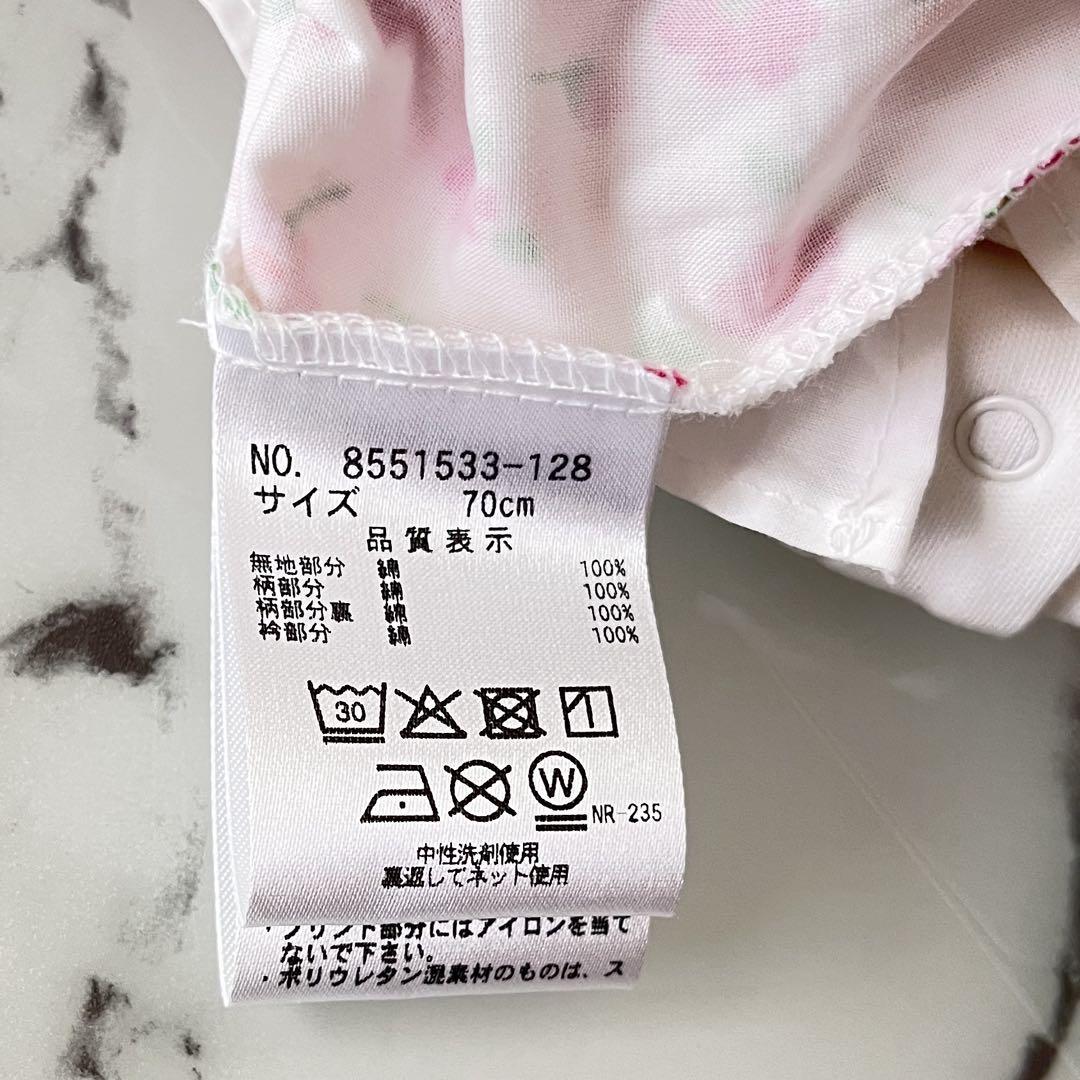 NO. 8551533-128
サイズ 70cm
品質表示
無地部分 綿 100%
柄部分 綿 100%
柄部分裏 綿 100%
衿部分 綿 100%
30
W
NR-235
中性洗剤使用
裏返してネット使用
・プリント部分にはアイロンを当て
ないで下さい。
・ポリウレタン混素材のものは、ス